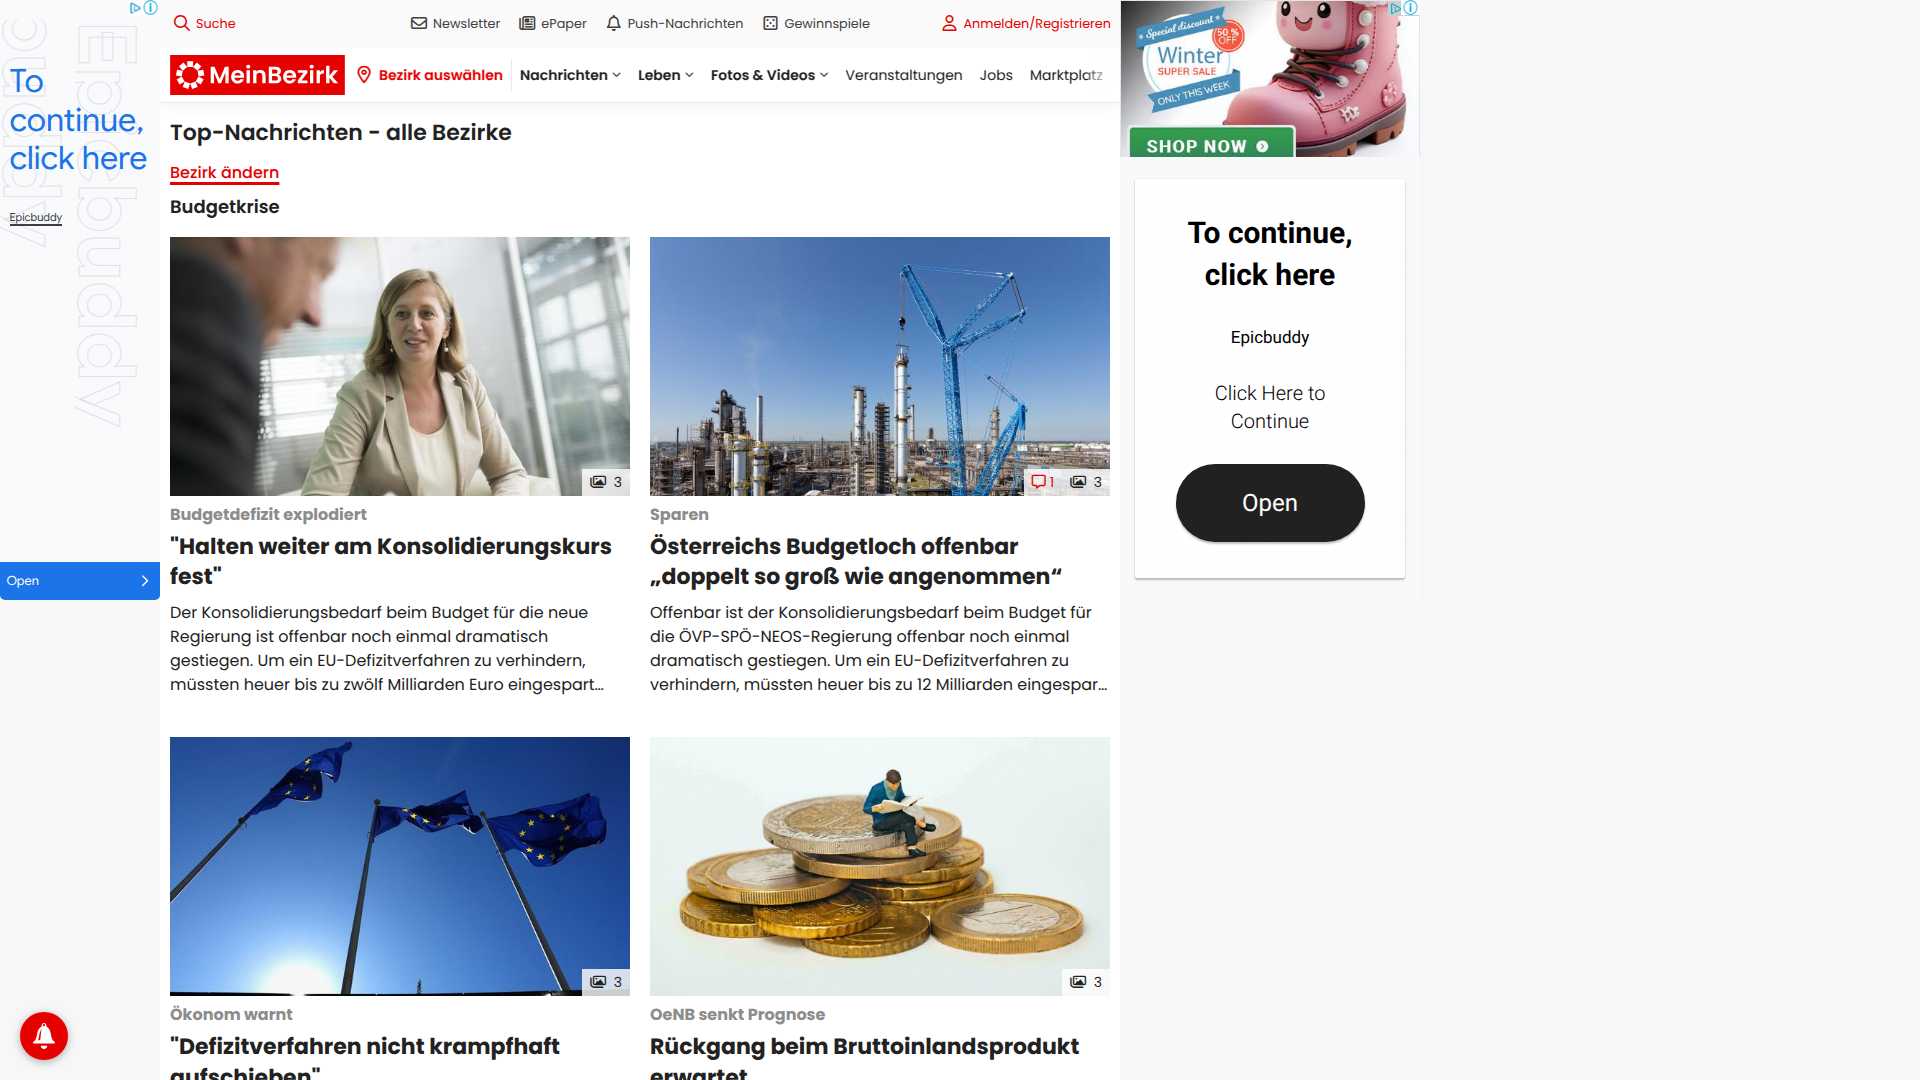 Suche
Newsletter
ePaper
Push-Nachrichten
Gewinnspiele
Anmelden/Registrieren
MeinBezirk
Bezirk auswählen
Nachrichten
Leben
Fotos & Videos
Veranstaltungen
Jobs
Marktplatz
To
continue,
click here
Epicbuddy
Epicbuddy
Open
Top-Nachrichten - alle Bezirke
Bezirk ändern
Budgetkrise
3
Budgetdefizit explodiert
"Halten weiter am Konsolidierungskurs
fest"
Der Konsolidierungsbedarf beim Budget für die neue
Regierung ist offenbar noch einmal dramatisch
gestiegen. Um ein EU-Defizitverfahren zu verhindern,
müssten heuer bis zu zwölf Milliarden Euro eingespart...
1
3
Sparen
Österreichs Budgetloch offenbar
„doppelt so groß wie angenommen“
Offenbar ist der Konsolidierungsbedarf beim Budget für
die ÖVP-SPÖ-NEOS-Regierung offenbar noch einmal
dramatisch gestiegen. Um ein EU-Defizitverfahren zu
verhindern, müssten heuer bis zu 12 Milliarden eingespar...
3
Ökonom warnt
"Defizitverfahren nicht krampfhaft
aufschieben"
3
OeNB senkt Prognose
Rückgang beim Bruttoinlandsprodukt
erwartet
Special discount
Winter
SUPER SALE
50 %
OFF
ONLY THIS WEEK
SHOP NOW
To continue,
click here
Epicbuddy
Click Here to
Continue
Open